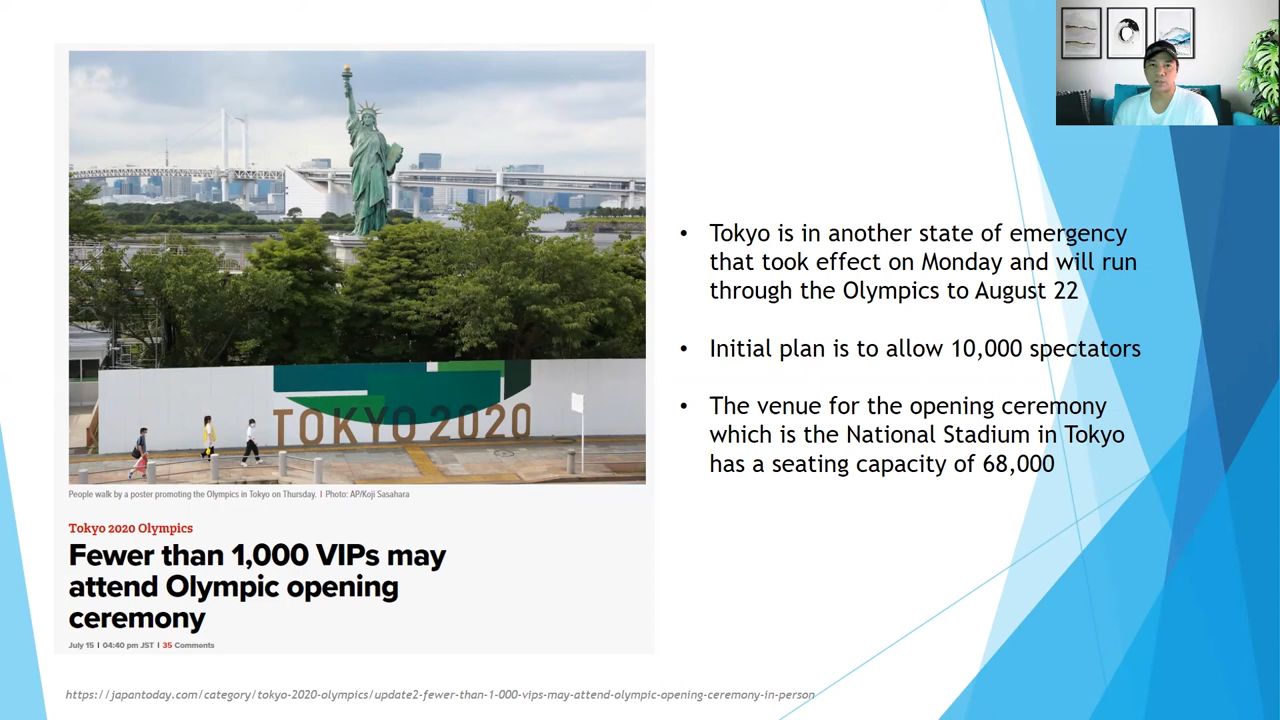 TOKYO 2020
People walk by a poster promoting the Olympics in Tokyo on Thursday. | Photo: AP/Koji Sasahara
Tokyo 2020 Olympics
Fewer than 1,000 VIPs may
attend Olympic opening
ceremony
July 15 | 04:40 pm JST | 35 Comments
• Tokyo is in another state of emergency
that took effect on Monday and will run
through the Olympics to August 22
• Initial plan is to allow 10,000 spectators
• The venue for the opening ceremony
which is the National Stadium in Tokyo
has a seating capacity of 68,000
https://japantoday.com/category/tokyo-2020-olympics/update2-fewer-than-1-000-vips-may-attend-olympic-opening-ceremony-in-person